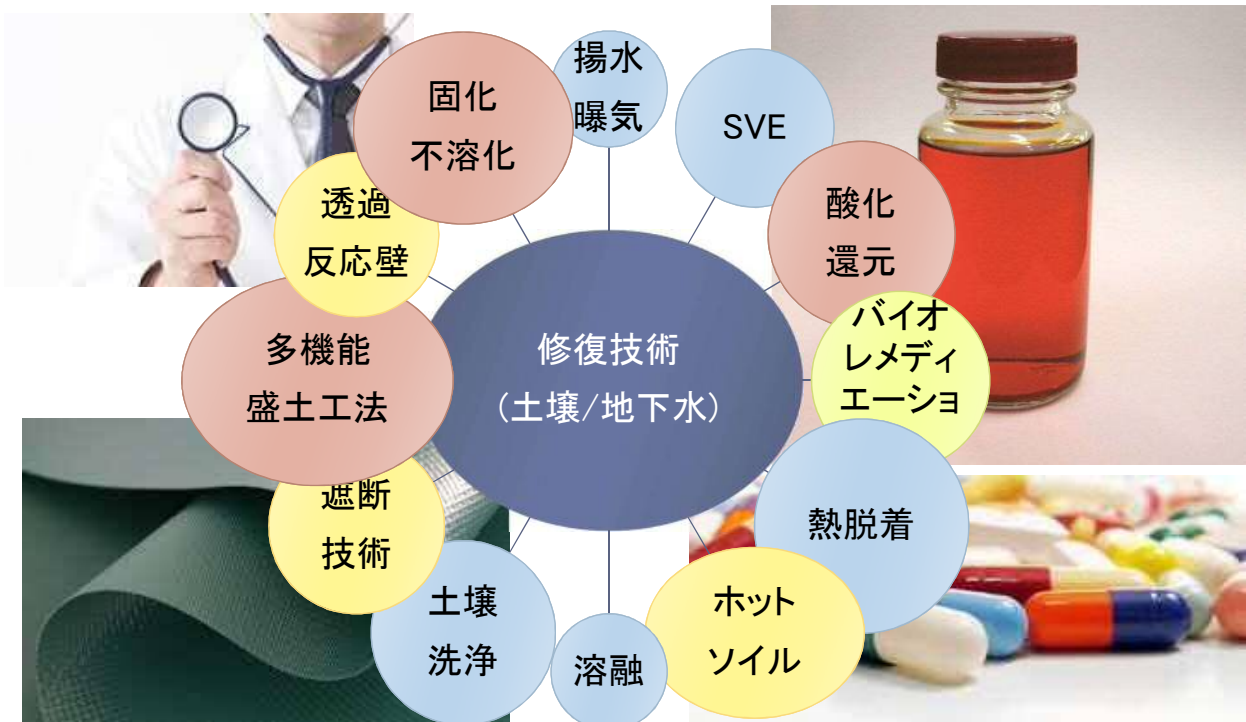 修復技術
(土壌/地下水)
揚水
曝気
SVE
酸化
還元
バイオ
レメディ
エーショ
熱脱着
ホット
ソイル
溶融
土壌
洗浄
遮断
技術
多機能
盛土工法
透過
反応壁
固化
不溶化